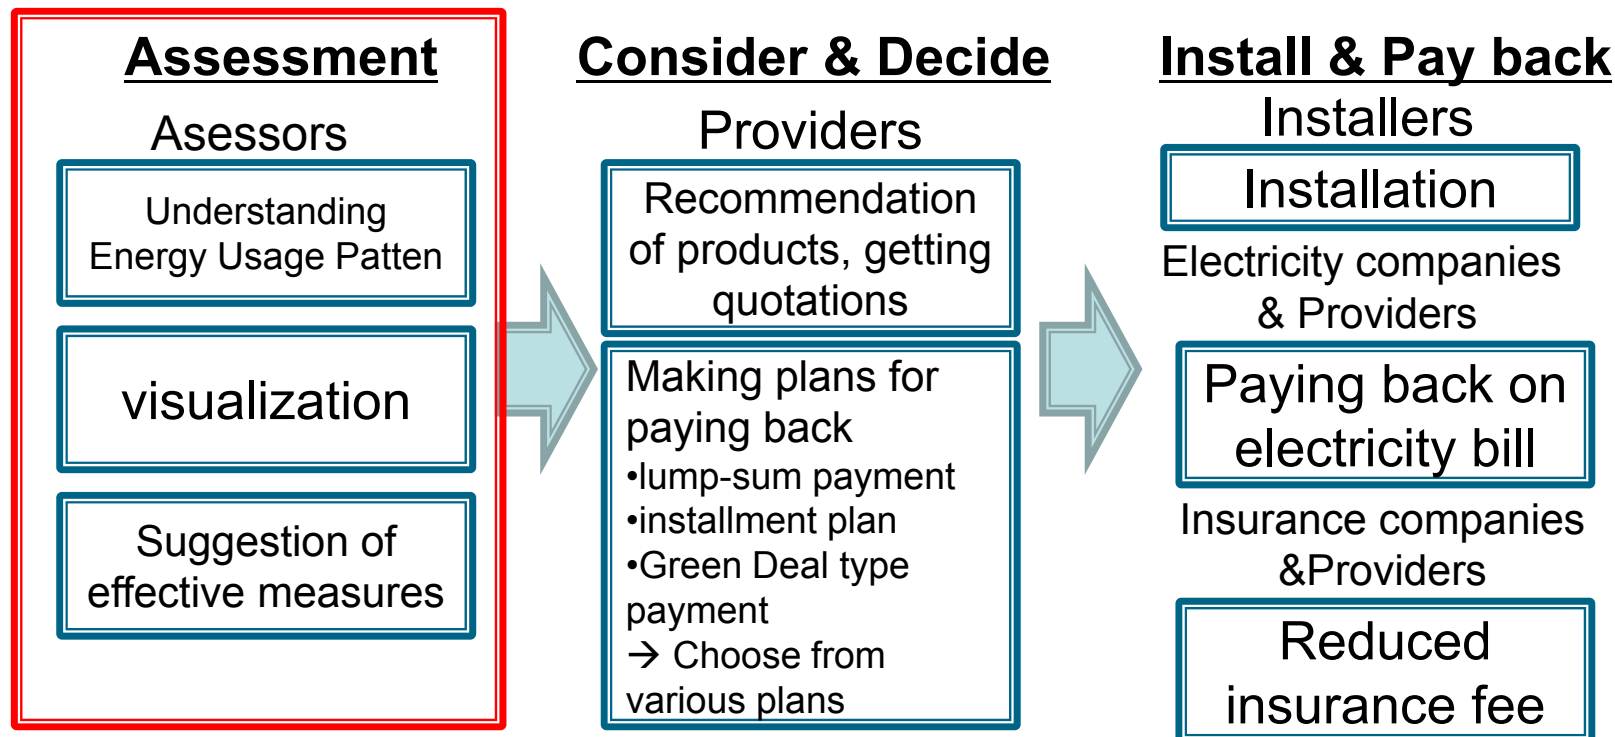 Assessment
Asessors
Understanding
Energy Usage Patten
visualization
Suggestion of
effective measures
Consider & Decide
Providers
Recommendation
of products, getting
quotations
Making plans for
paying back
•lump-sum payment
•installment plan
•Green Deal type
payment
→ Choose from
various plans
Install & Pay back
Installers
Installation
Electricity companies
& Providers
Paying back on
electricity bill
Insurance companies
&Providers
Reduced
insurance fee